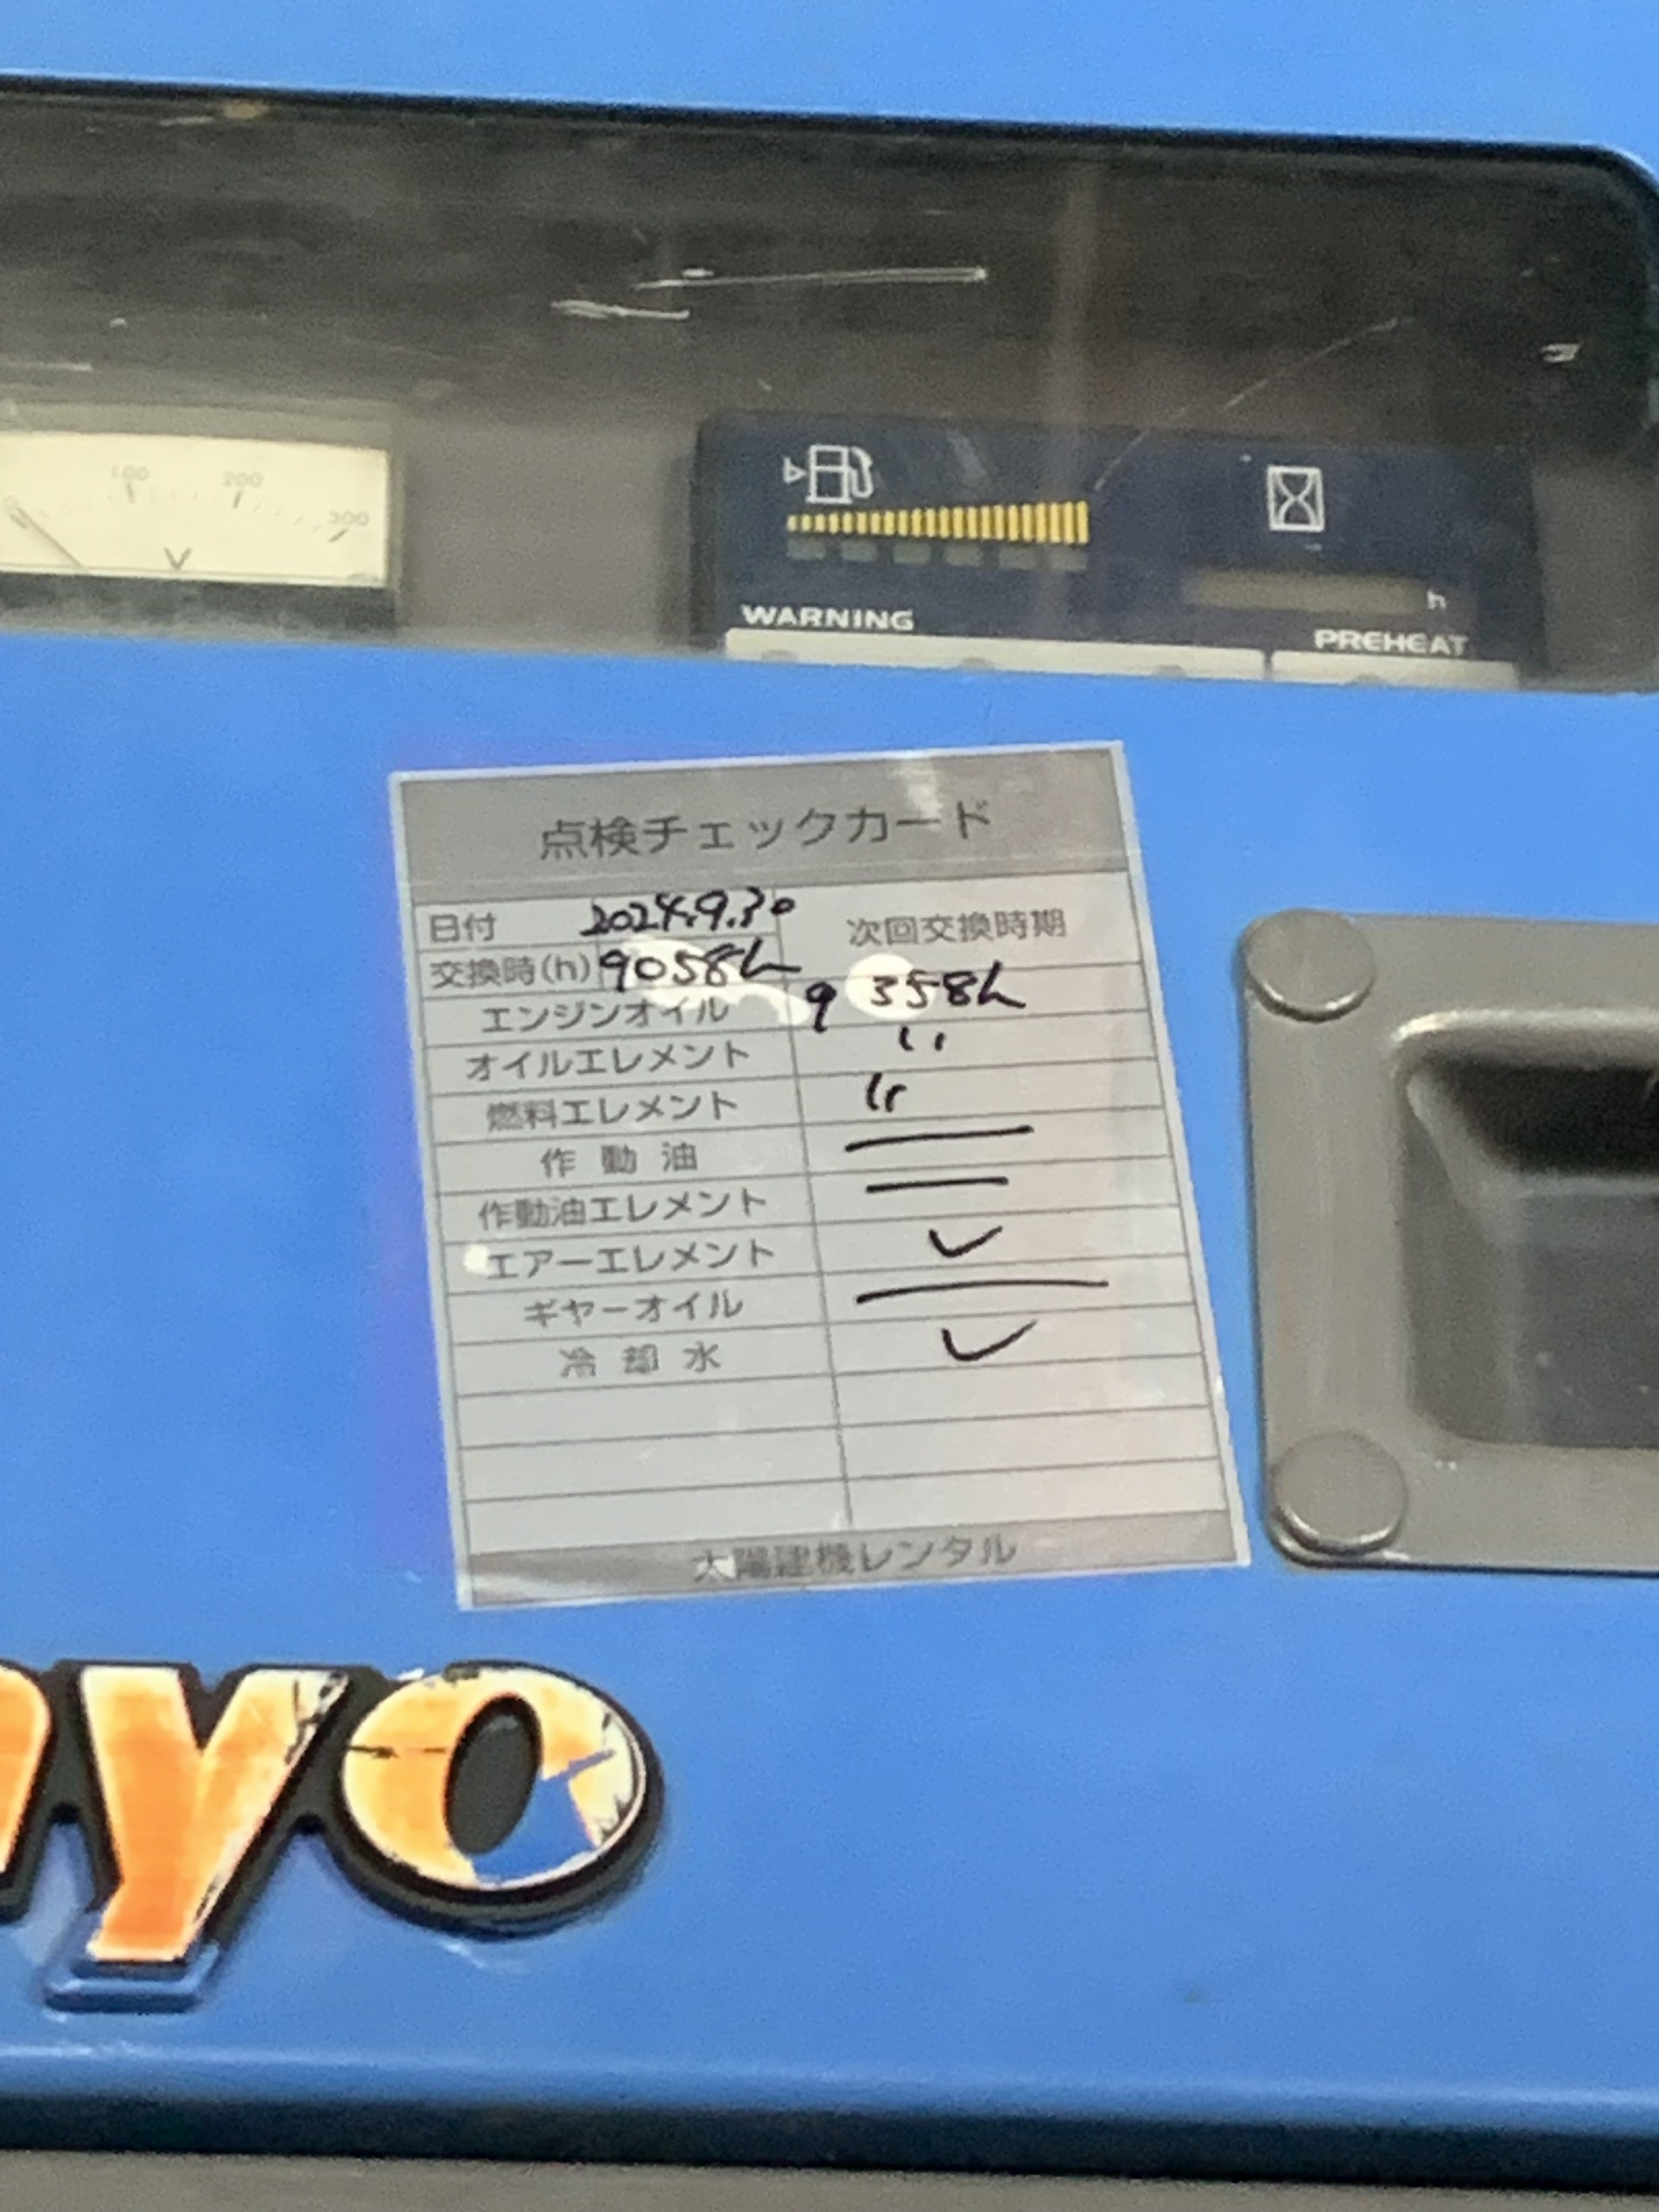 0 100 200 300
V
h
WARNING
PREHEAT
点検チェックカード
日付 2024.9.30 次回交換時期
交換時(h) 9058h
エンジンオイル 9358h
オイルエレメント 〃
燃料エレメント 〃
作動油 —
作動油エレメント —
エアーエレメント ✓
ギヤーオイル —
冷却水 ✓
太陽建機レンタル
yo